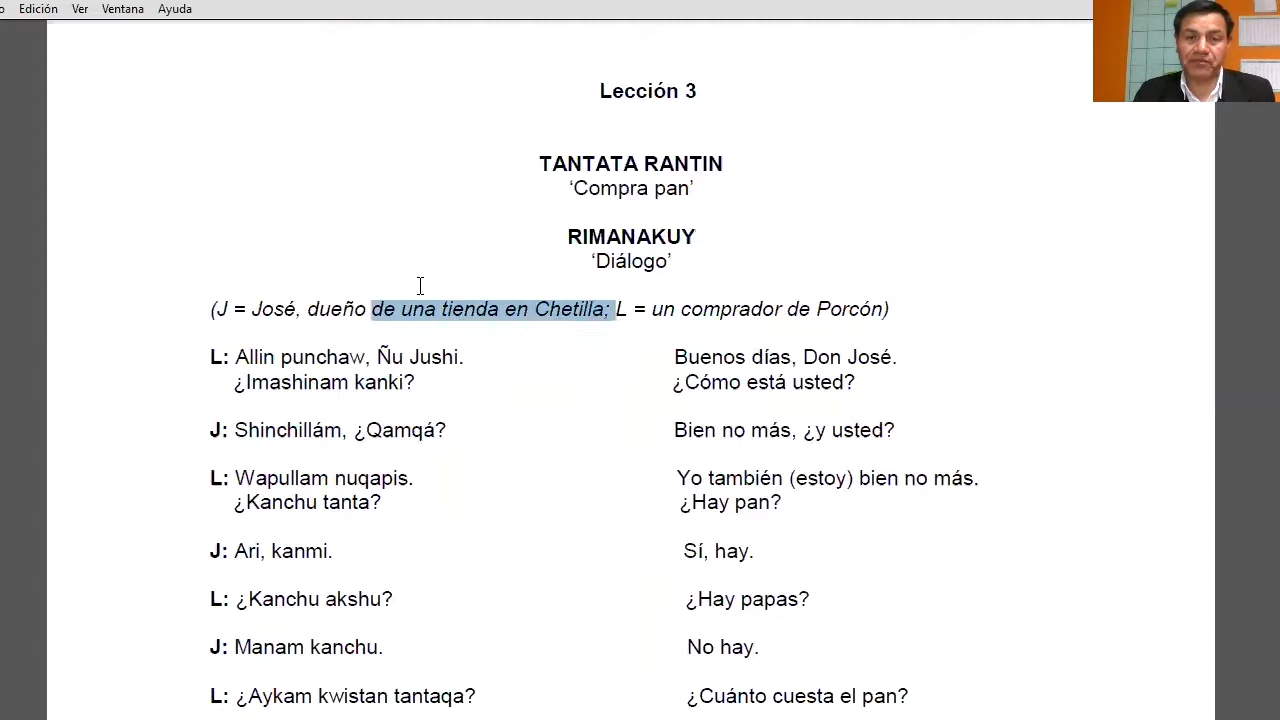 Edición Ver Ventana Ayuda
Lección 3
TANTATA RANTIN
‘Compra pan’
RIMANAKUY
‘Diálogo’
(J = José, dueño de una tienda en Chetilla; L = un comprador de Porcón)
L: Allin punchaw, Ñu Jushi. Buenos días, Don José.
¿Imashinam kanki? ¿Cómo está usted?
J: Shinchillám, ¿Qamqá? Bien no más, ¿y usted?
L: Wapullam nuqapis. Yo también (estoy) bien no más.
¿Kanchu tanta? ¿Hay pan?
J: Ari, kanmi. Sí, hay.
L: ¿Kanchu akshu? ¿Hay papas?
J: Manam kanchu. No hay.
L: ¿Aykam kwistan tantaqa? ¿Cuánto cuesta el pan?